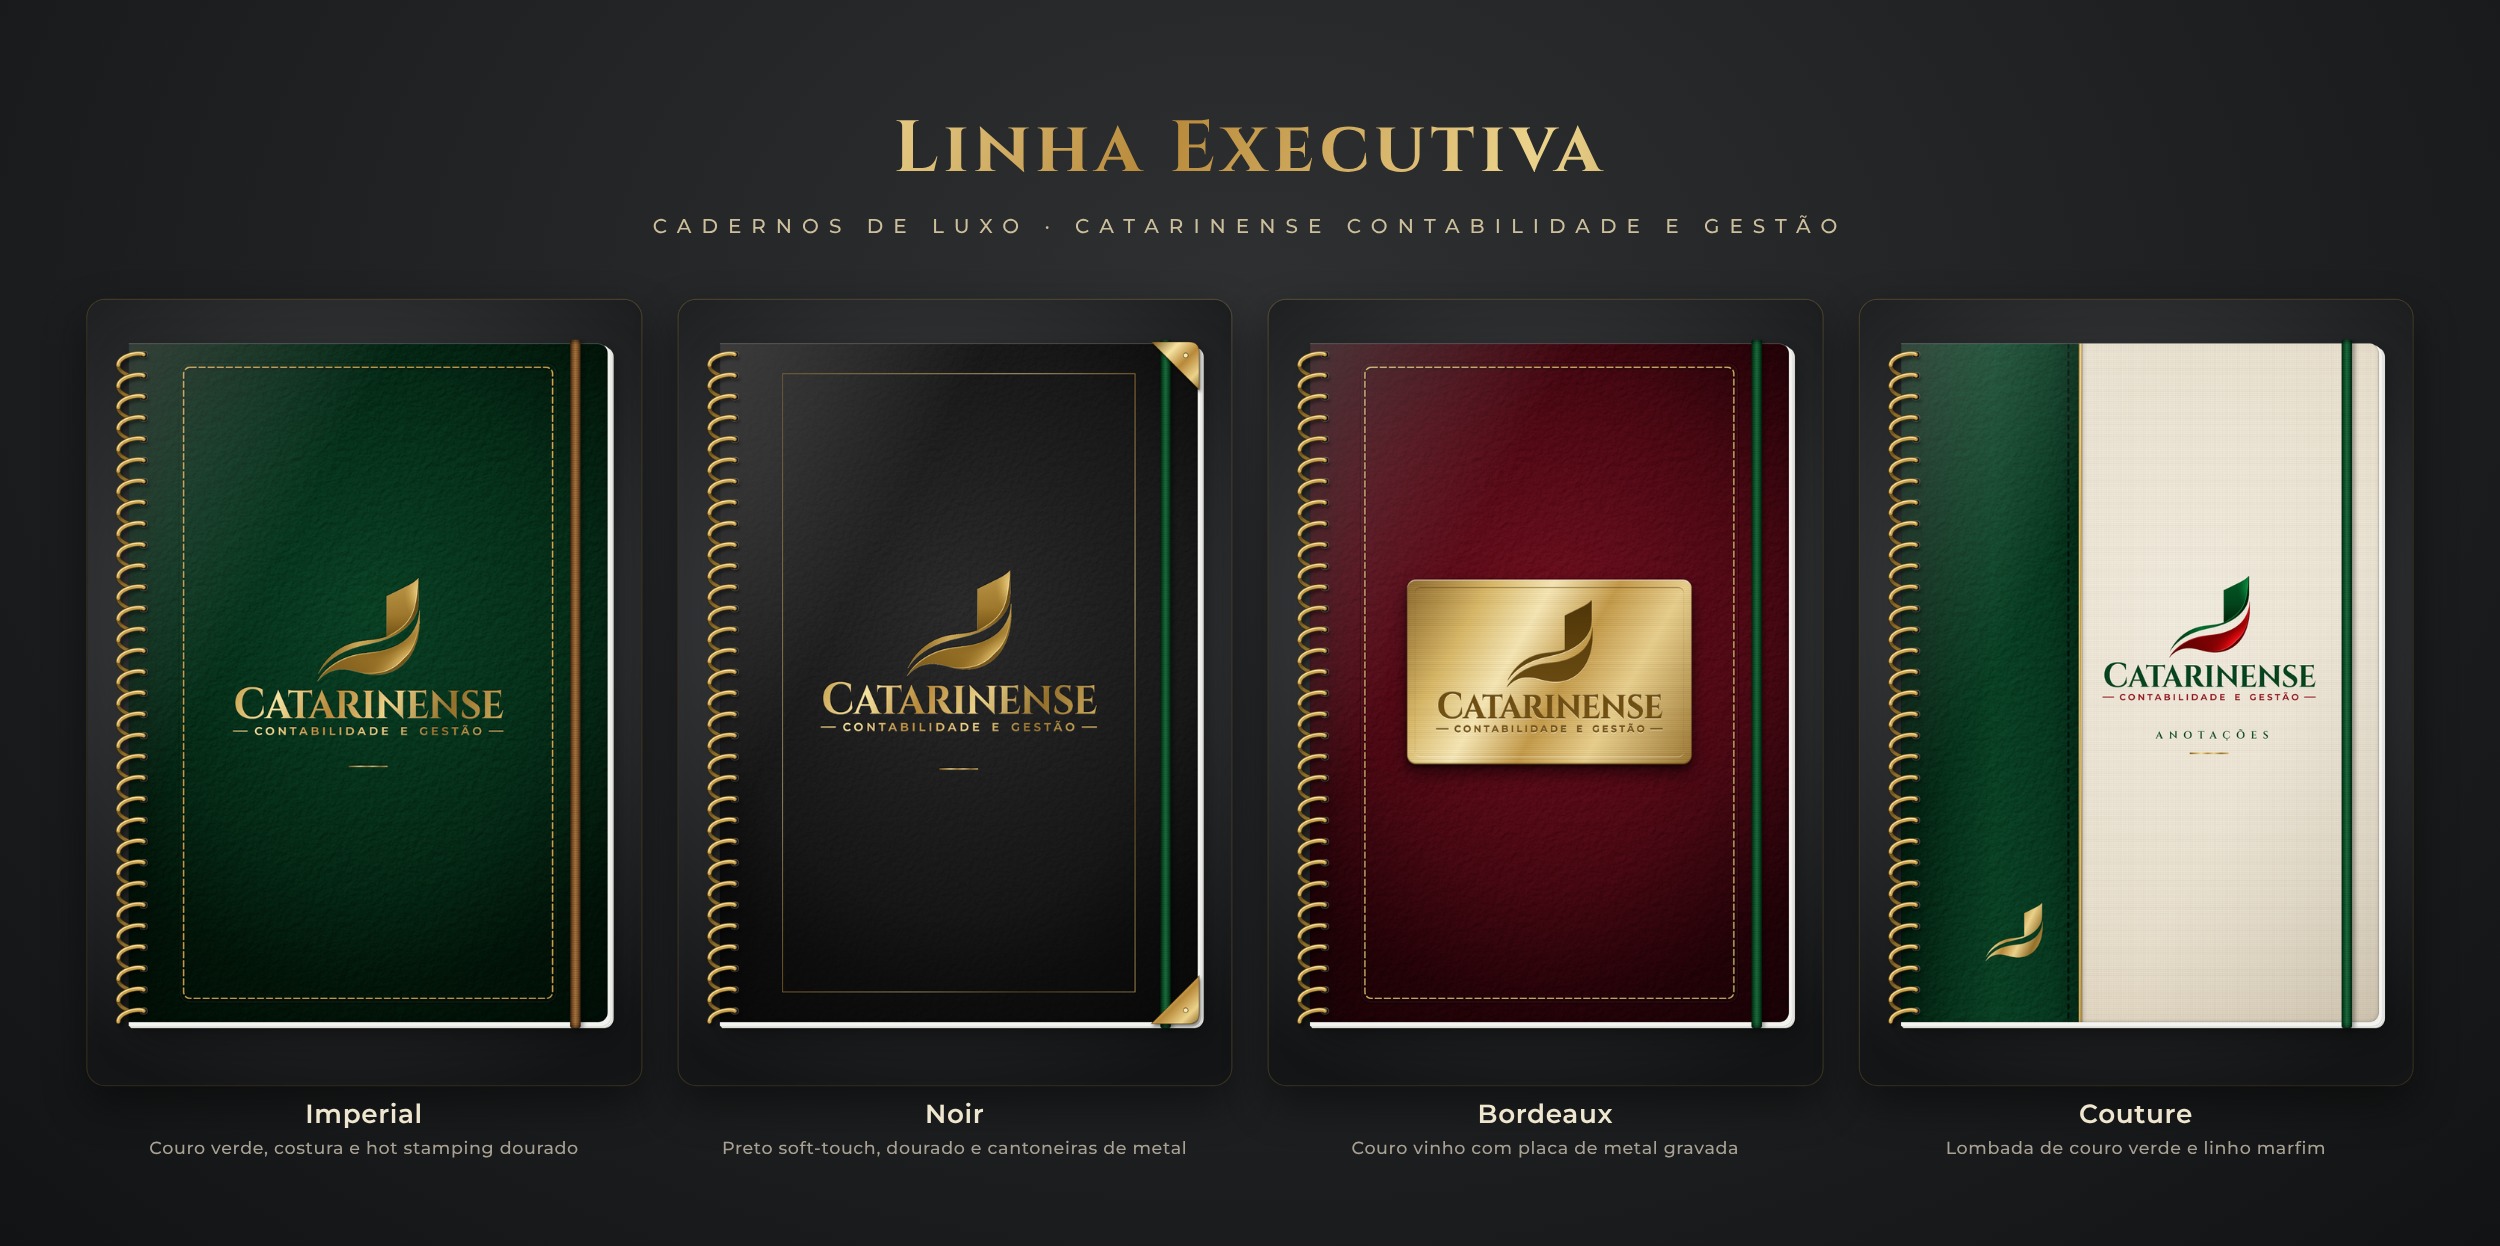 LINHA EXECUTIVA
CADERNOS DE LUXO · CATARINENSE CONTABILIDADE E GESTÃO
CATARINENSE
CONTABILIDADE E GESTÃO
CATARINENSE
CONTABILIDADE E GESTÃO
CATARINENSE
CONTABILIDADE E GESTÃO
CATARINENSE
CONTABILIDADE E GESTÃO
ANOTAÇÕES
Imperial
Couro verde, costura e hot stamping dourado
Noir
Preto soft-touch, dourado e cantoneiras de metal
Bordeaux
Couro vinho com placa de metal gravada
Couture
Lombada de couro verde e linho marfim